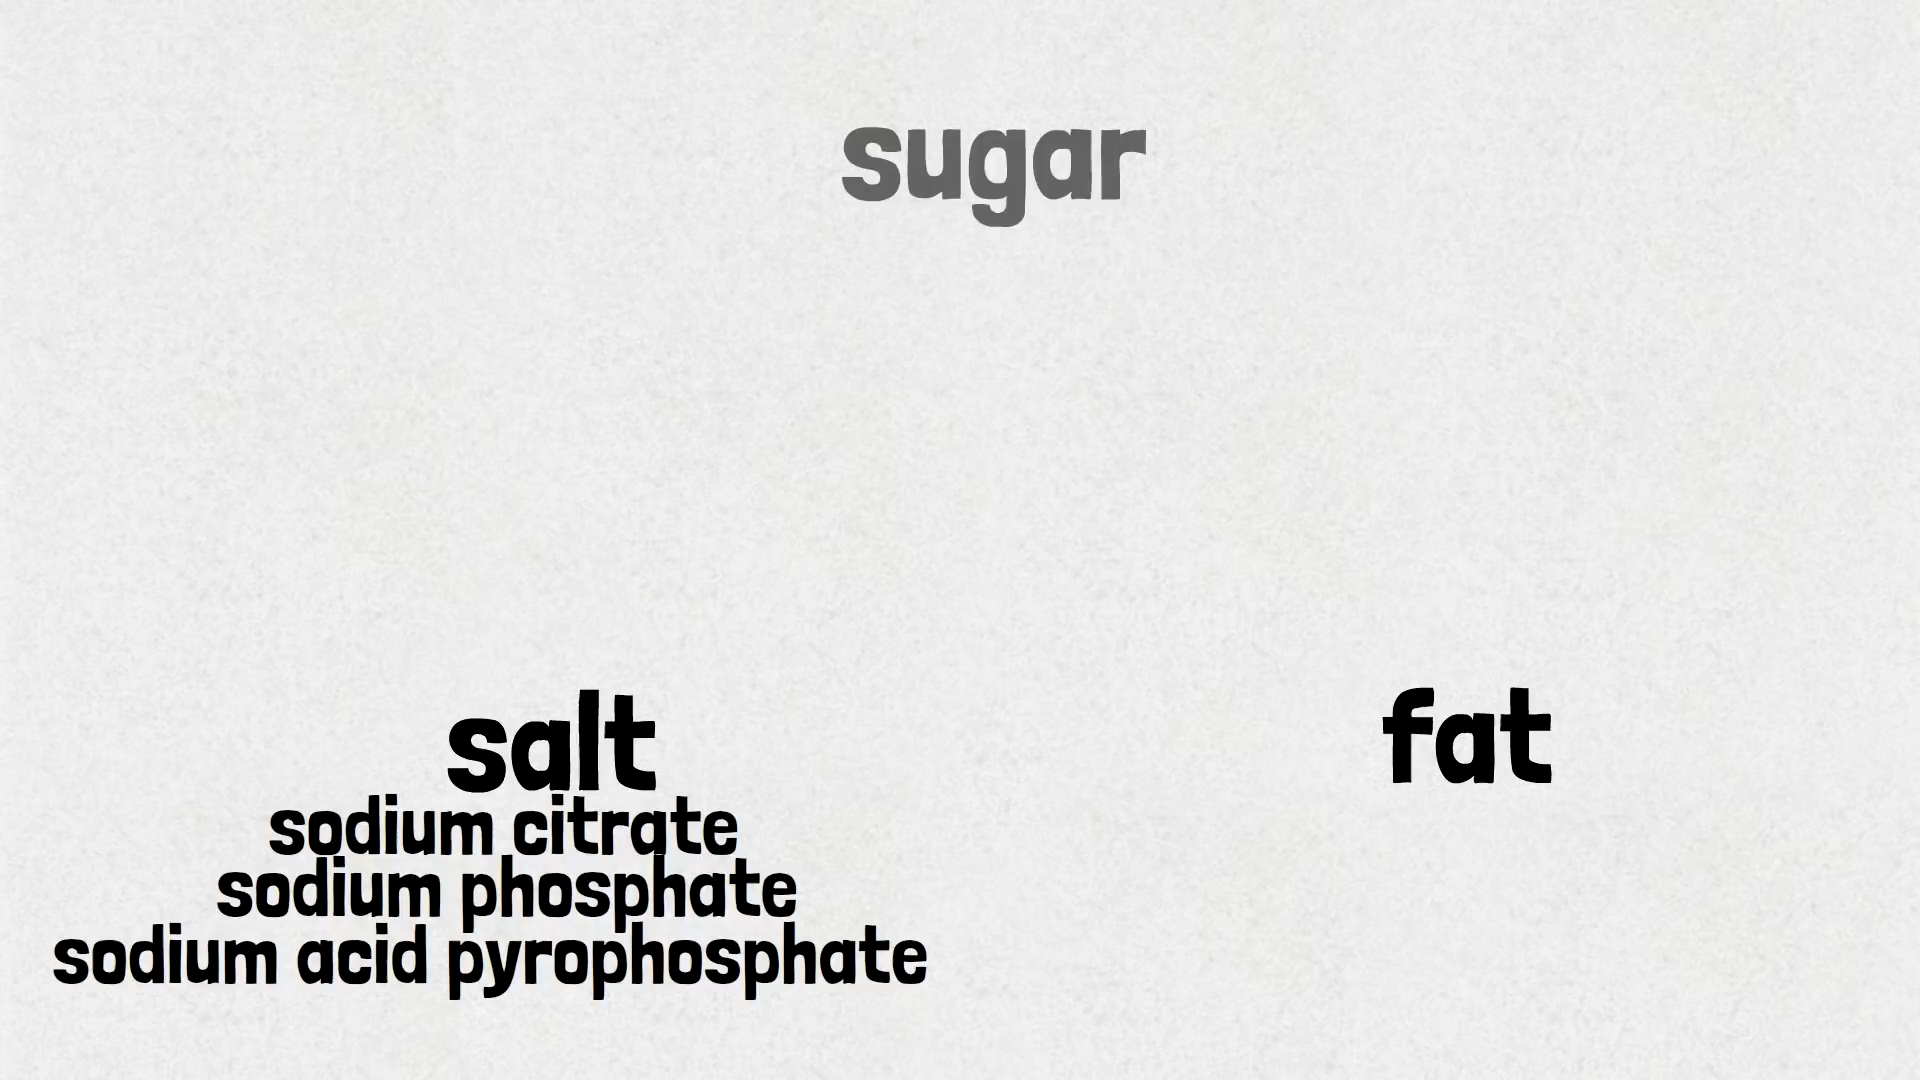 sugar
salt
fat
sodium citrate
sodium phosphate
sodium acid pyrophosphate